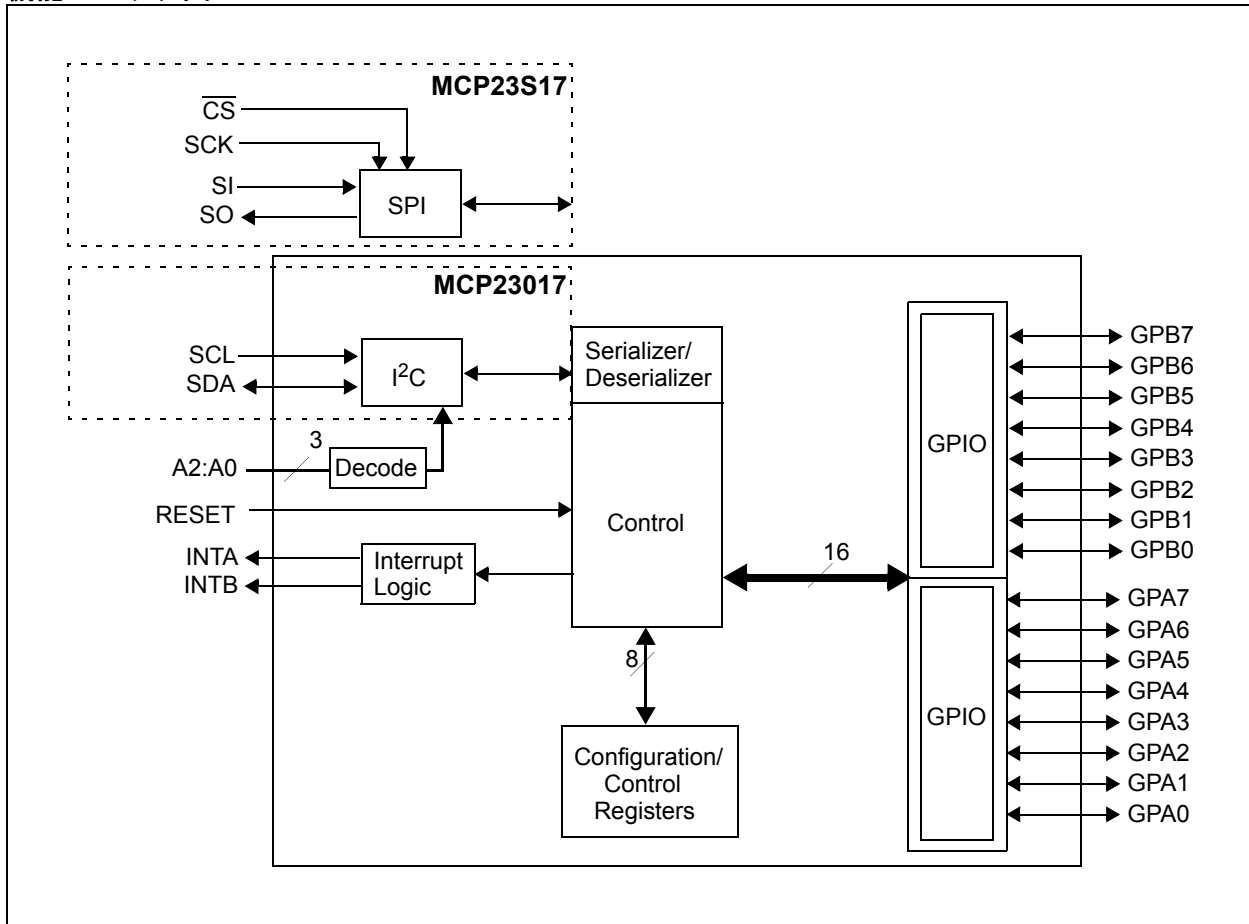 MCP23S17
CS
SCK
SI
SO
SPI
MCP23017
SCL
SDA
I²C
Serializer/
Deserializer
3
A2:A0
Decode
RESET
Control
INTA
INTB
Interrupt
Logic
16
8
Configuration/
Control
Registers
GPIO
GPB7
GPB6
GPB5
GPB4
GPB3
GPB2
GPB1
GPB0
GPIO
GPA7
GPA6
GPA5
GPA4
GPA3
GPA2
GPA1
GPA0